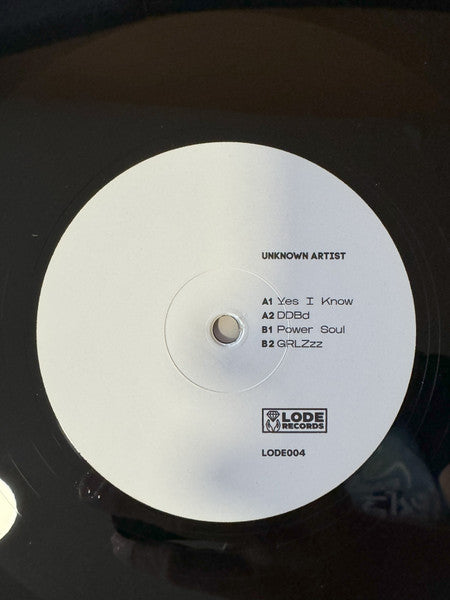 UNKNOWN ARTIST
A1 Yes I Know
A2 DDBd
B1 Power Soul
B2 GRLZzz
LODE
RECORDS
LODE004